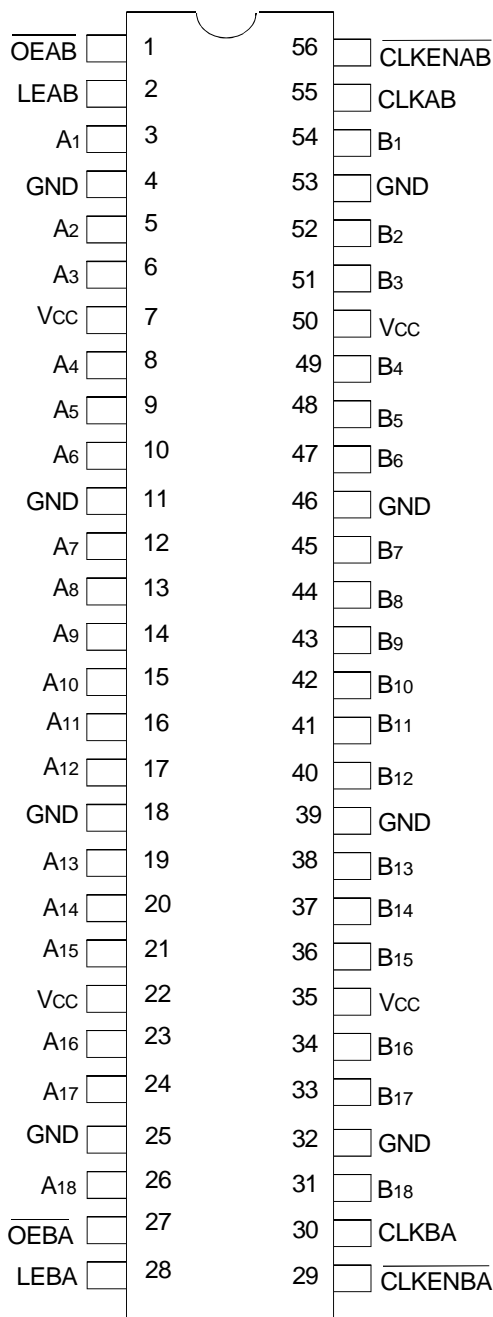 OEAB 1 56 CLKENAB
LEAB 2 55 CLKAB
A1 3 54 B1
GND 4 53 GND
A2 5 52 B2
A3 6 51 B3
VCC 7 50 VCC
A4 8 49 B4
A5 9 48 B5
A6 10 47 B6
GND 11 46 GND
A7 12 45 B7
A8 13 44 B8
A9 14 43 B9
A10 15 42 B10
A11 16 41 B11
A12 17 40 B12
GND 18 39 GND
A13 19 38 B13
A14 20 37 B14
A15 21 36 B15
VCC 22 35 VCC
A16 23 34 B16
A17 24 33 B17
GND 25 32 GND
A18 26 31 B18
OEBA 27 30 CLKBA
LEBA 28 29 CLKENBA